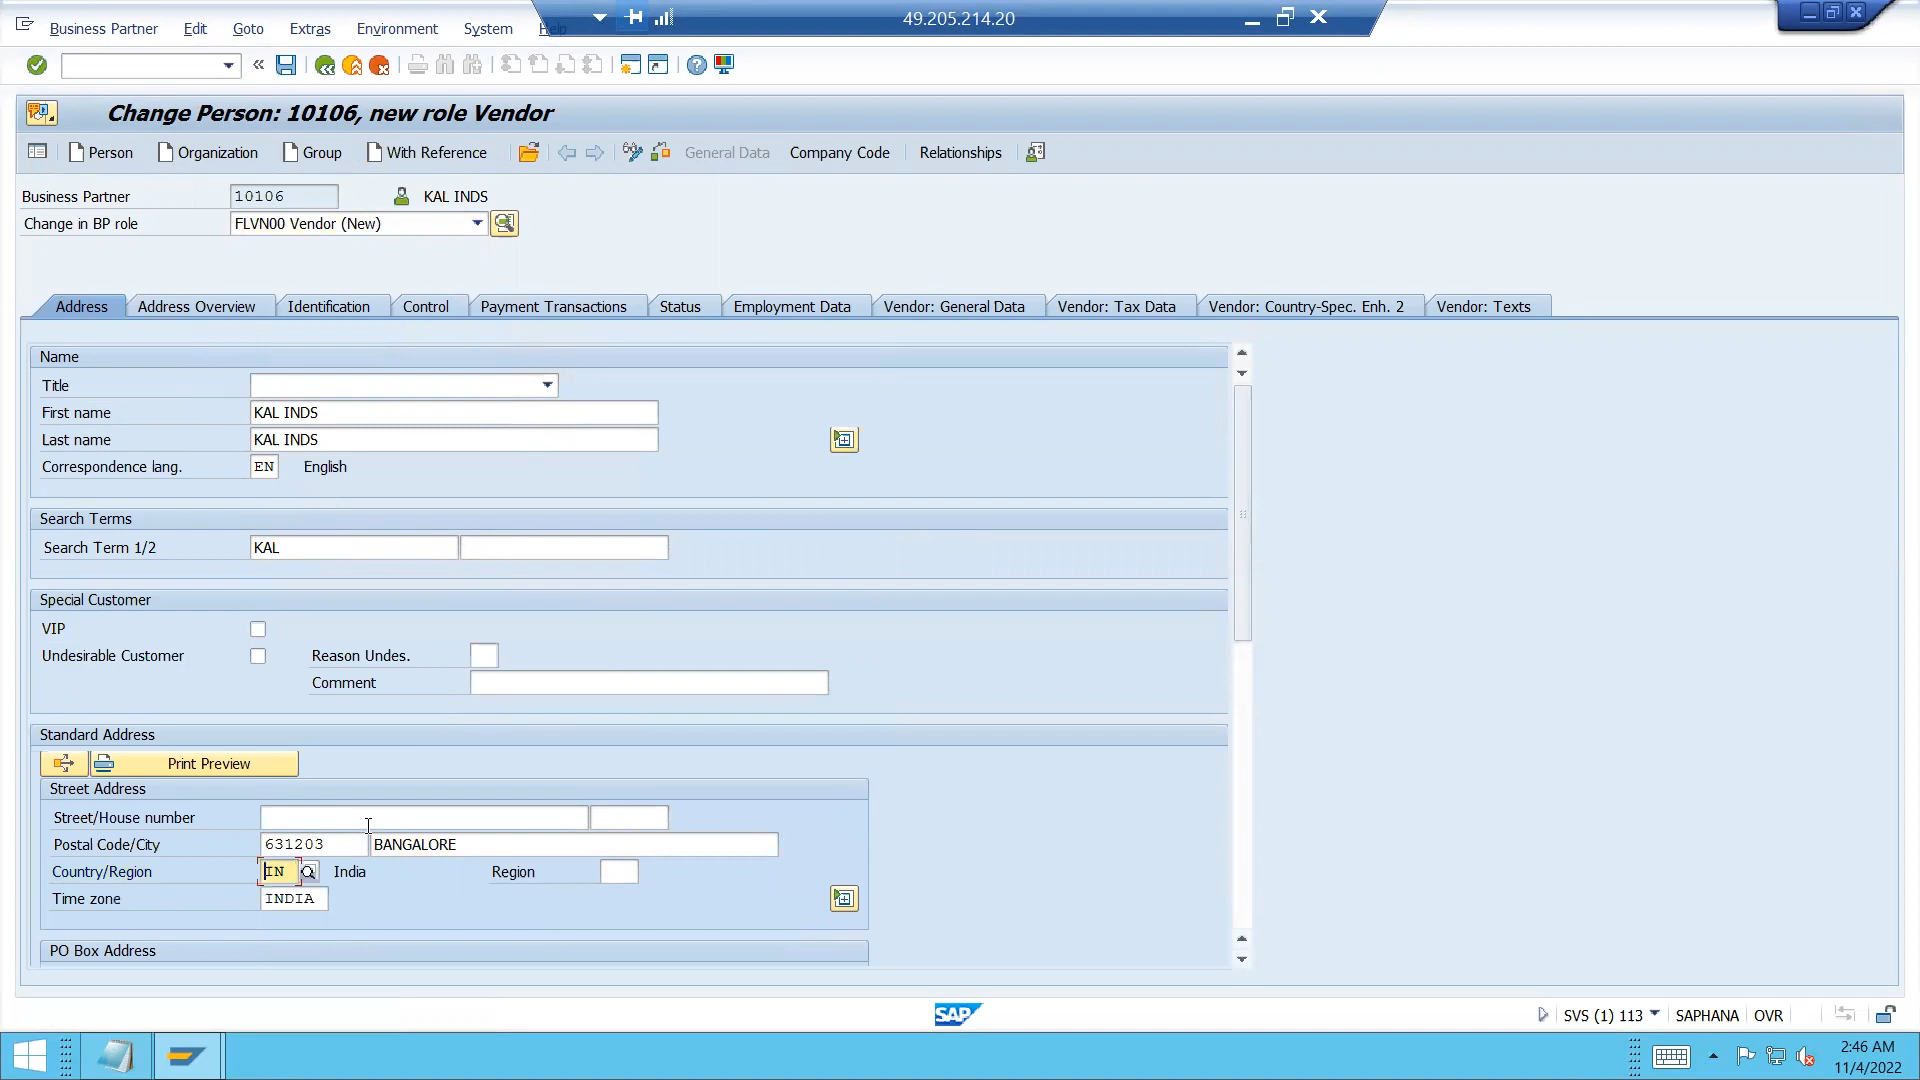 49.205.214.20
Business Partner Edit Goto Extras Environment System Help
Change Person: 10106, new role Vendor
Person Organization Group With Reference General Data Company Code Relationships
Business Partner 10106 KAL INDS
Change in BP role FLVN00 Vendor (New)
Address Address Overview Identification Control Payment Transactions Status Employment Data Vendor: General Data Vendor: Tax Data Vendor: Country-Spec. Enh. 2 Vendor: Texts
Name
Title
First name KAL INDS
Last name KAL INDS
Correspondence lang. EN English
Search Terms
Search Term 1/2 KAL
Special Customer
VIP
Undesirable Customer Reason Undes.
Comment
Standard Address
Print Preview
Street Address
Street/House number
Postal Code/City 631203 BANGALORE
Country/Region IN India Region
Time zone INDIA
PO Box Address
SAP SVS (1) 113 SAPHANA OVR
2:46 AM
11/4/2022